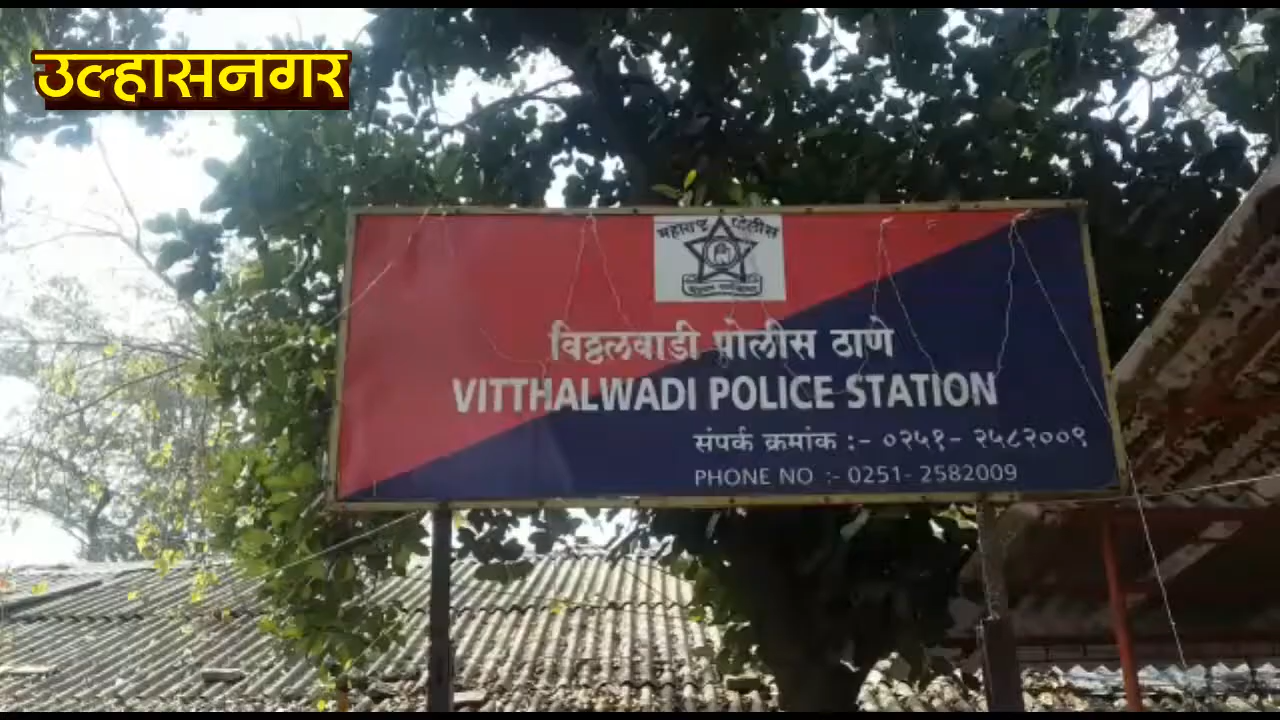 उल्हासनगर
महाराष्ट्र पोलीस
विठ्ठलवाडी पोलीस ठाणे
VITTHALWADI POLICE STATION
संपर्क क्रमांक :- ०२५१- २५८२००९
PHONE NO :- 0251- 2582009